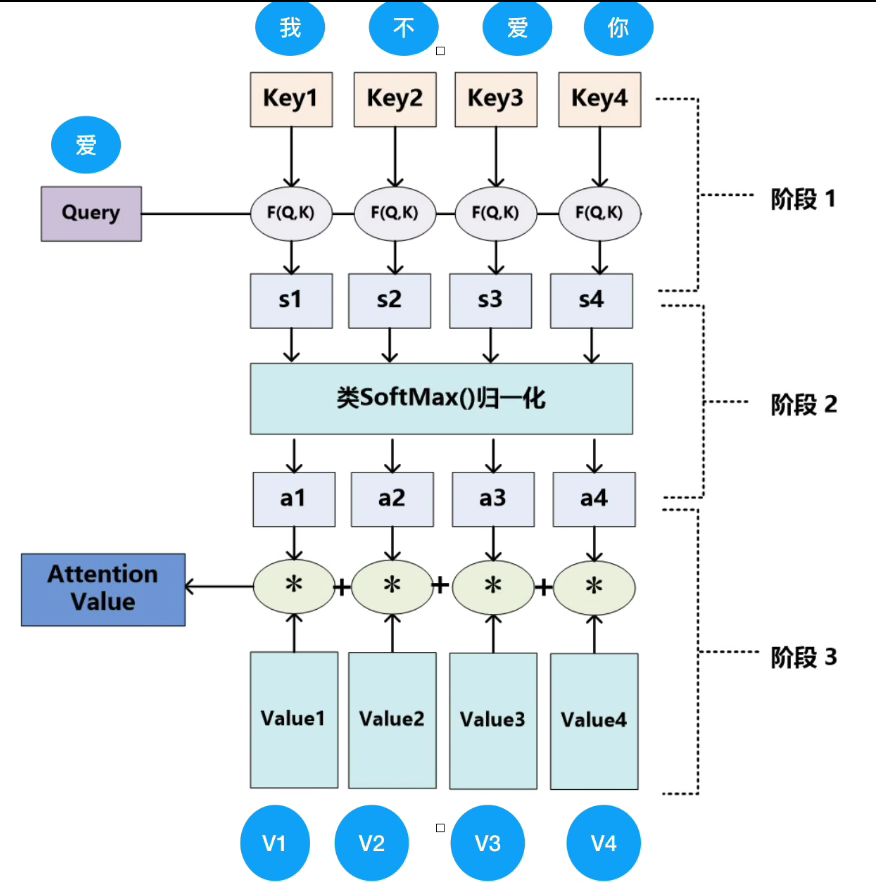 我 不 爱 你
Key1 Key2 Key3 Key4
爱
阶段 1
Query F(Q,K) F(Q,K) F(Q,K) F(Q,K)
s1 s2 s3 s4
类SoftMax()归一化
阶段 2
a1 a2 a3 a4
Attention
Value
* + * + * + *
阶段 3
Value1 Value2 Value3 Value4
V1 V2 V3 V4